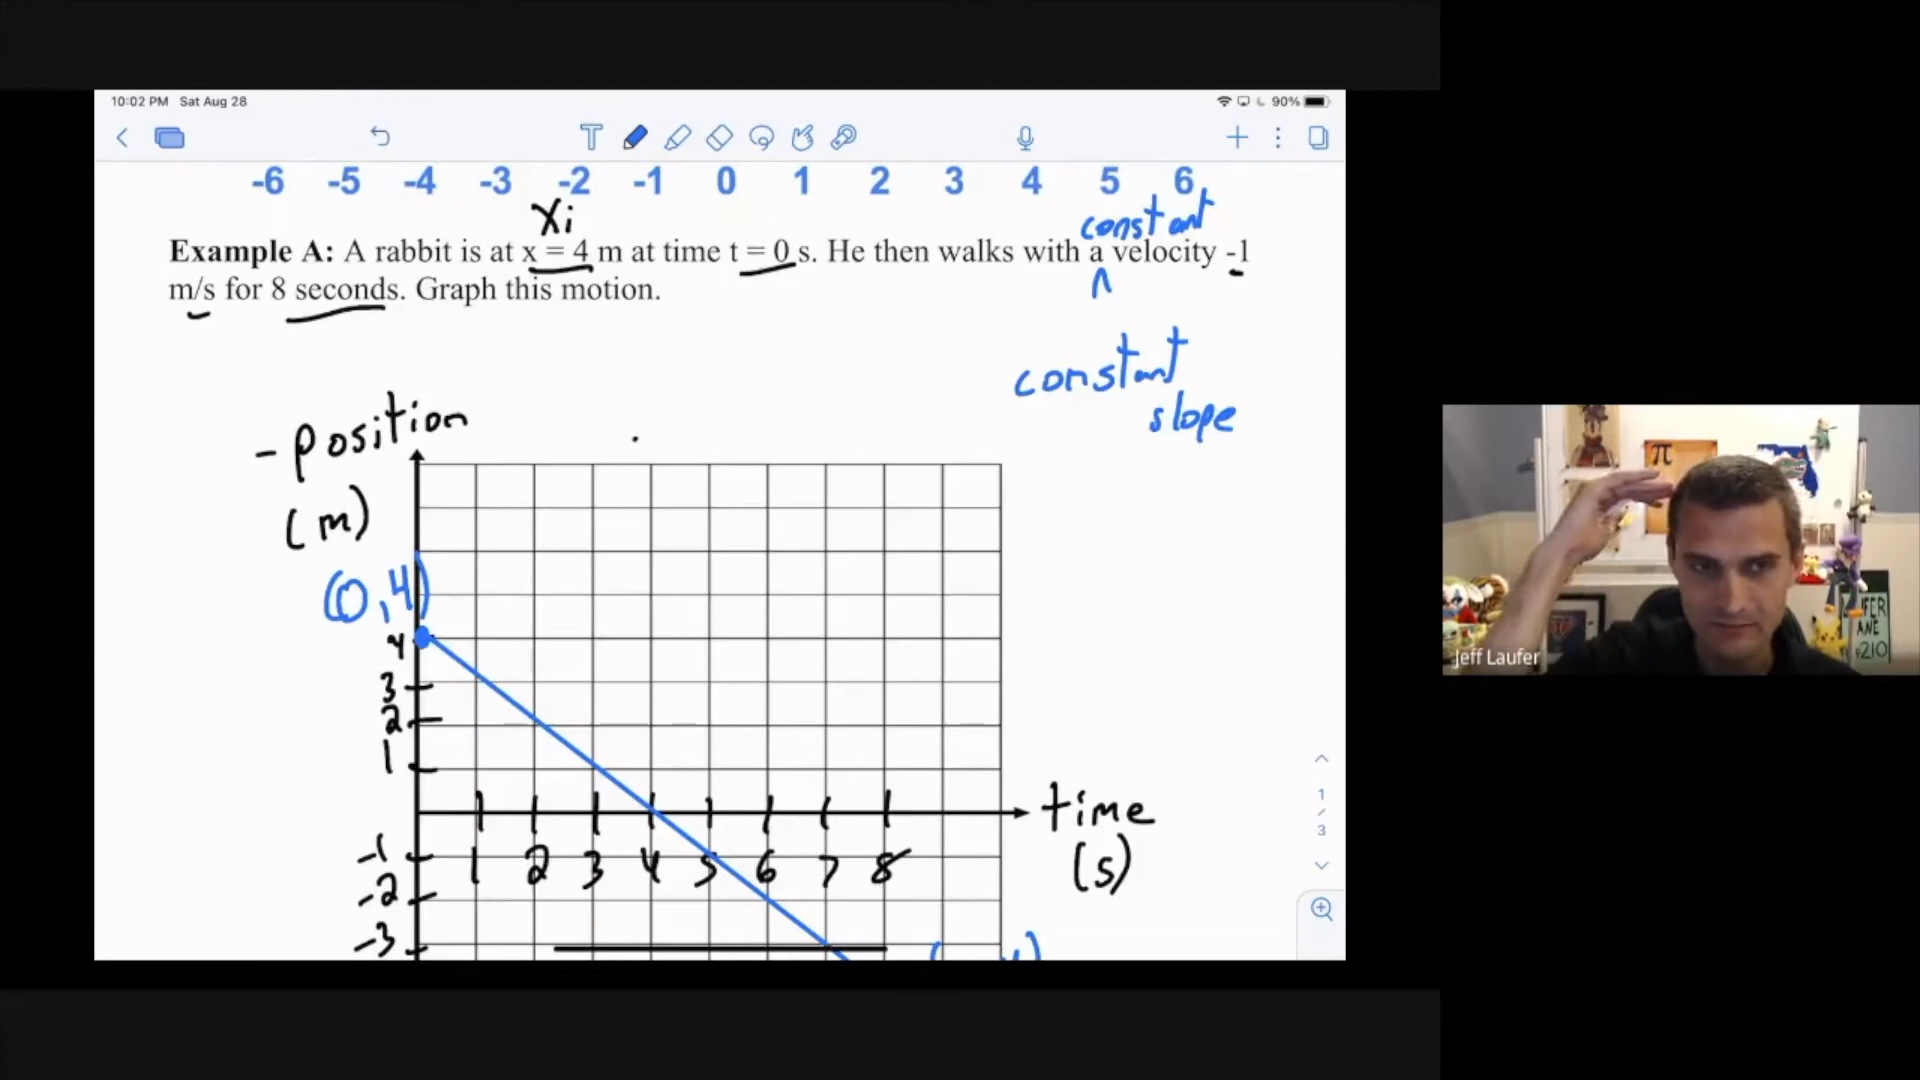 10:02 PM Sat Aug 28
90%
-6 -5 -4 -3 -2 -1 0 1 2 3 4 5 6
xi
constant
Example A: A rabbit is at x = 4 m at time t = 0 s. He then walks with a velocity -1
m/s for 8 seconds. Graph this motion.
constant
slope
- position
(m)
(0,4)
4
3
2
1
time
(s)
-1
1 2 3 4 5 6 7 8
-2
-3
1
/
3
π
Jeff Laufer
ANE
210